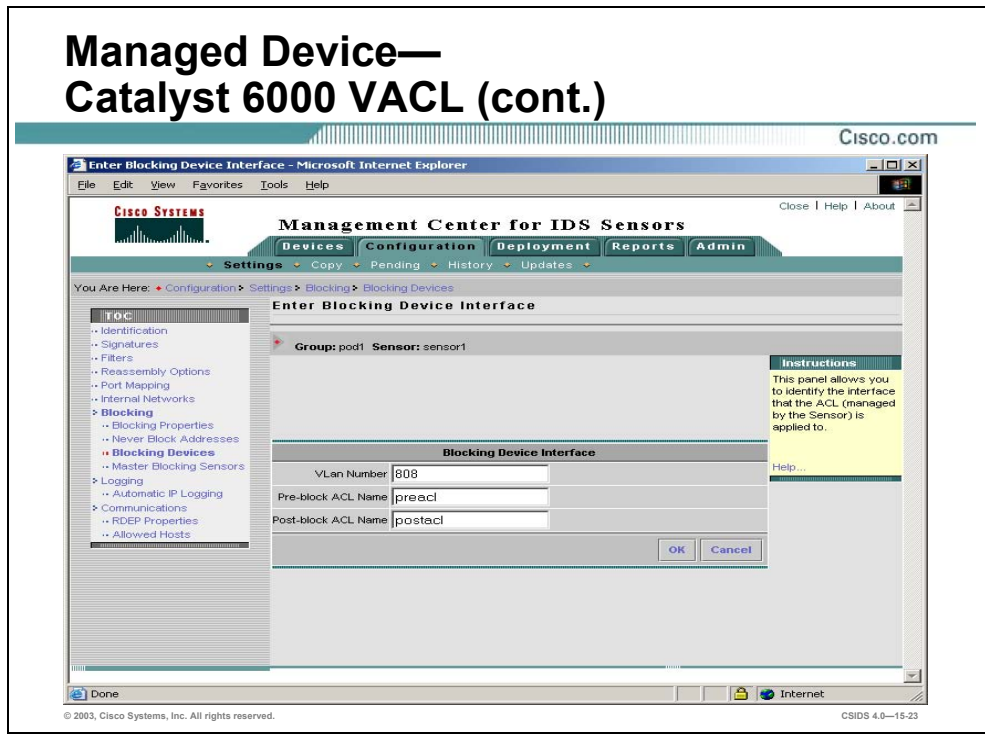 Managed Device—
Catalyst 6000 VACL (cont.)
Cisco.com
Enter Blocking Device Interface - Microsoft Internet Explorer
File Edit View Favorites Tools Help
Close | Help | About
CISCO SYSTEMS
Management Center for IDS Sensors
Devices Configuration Deployment Reports Admin
Settings Copy Pending History Updates
You Are Here: Configuration > Settings > Blocking > Blocking Devices
Enter Blocking Device Interface
TOC
Identification
Signatures
Filters
Reassembly Options
Port Mapping
Internal Networks
Blocking
Blocking Properties
Never Block Addresses
Blocking Devices
Master Blocking Sensors
Logging
Automatic IP Logging
Communications
RDEP Properties
Allowed Hosts
Group: pod1 Sensor: sensor1
Blocking Device Interface
VLan Number 808
Pre-block ACL Name preacl
Post-block ACL Name postacl
OK Cancel
Instructions
This panel allows you
to identify the interface
that the ACL (managed
by the Sensor) is
applied to.
Help...
Done
Internet
© 2003, Cisco Systems, Inc. All rights reserved.
CSIDS 4.0—15-23